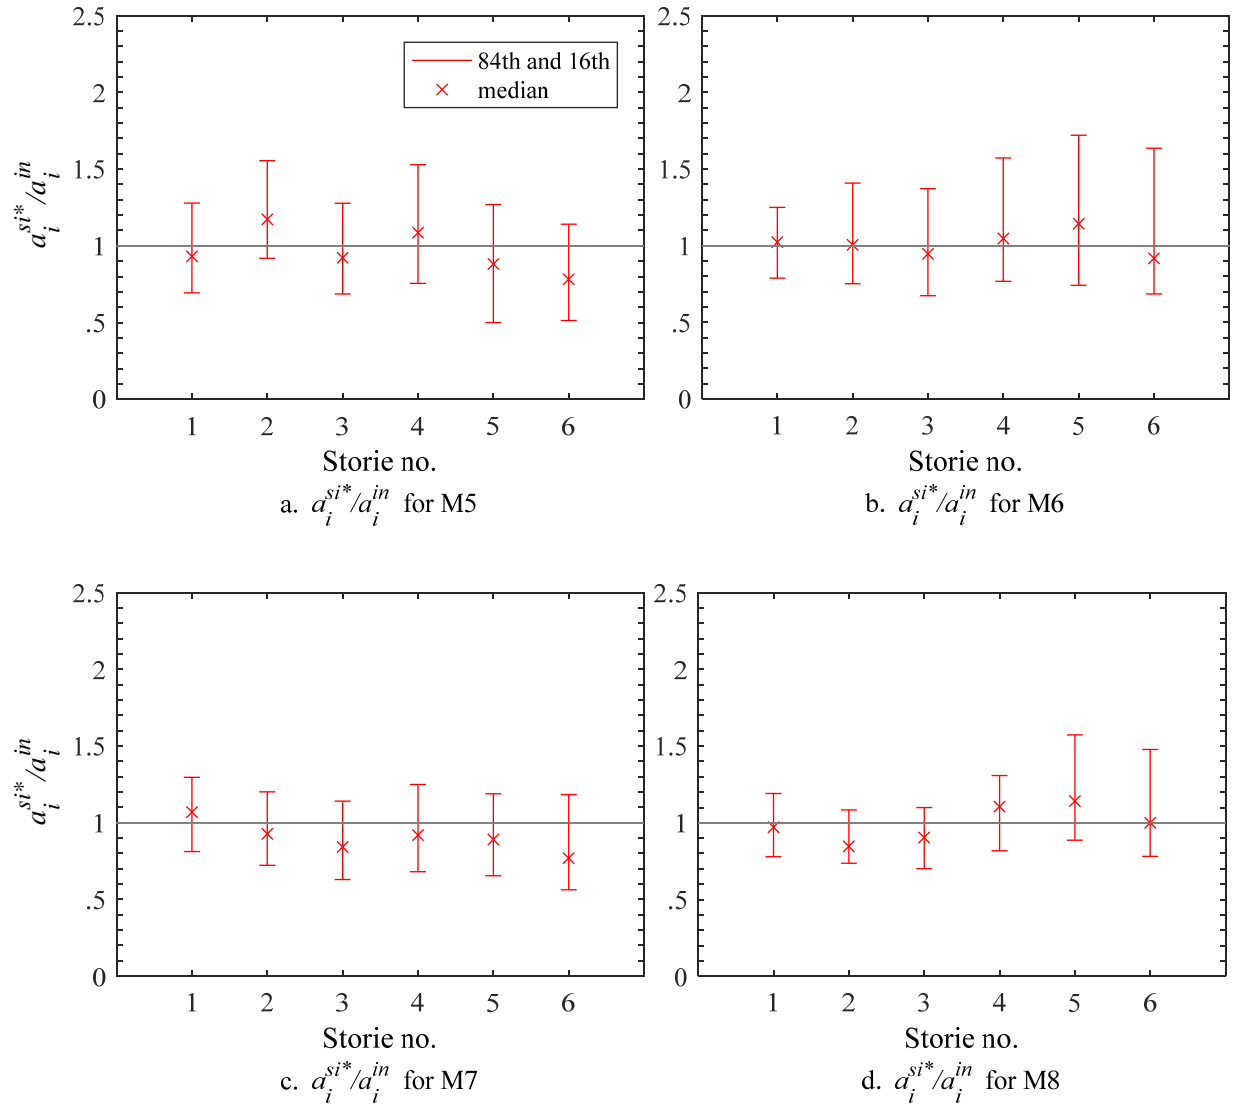 2.5
2
1.5
1
.5
0
a_i^{si*}/a_i^{in}
84th and 16th
median
1 2 3 4 5 6
Storie no.
a. a_i^{si*}/a_i^{in} for M5
2.5
2
1.5
1
.5
0
1 2 3 4 5 6
Storie no.
b. a_i^{si*}/a_i^{in} for M6
2.5
2
1.5
1
.5
0
a_i^{si*}/a_i^{in}
1 2 3 4 5 6
Storie no.
c. a_i^{si*}/a_i^{in} for M7
2.5
2
1.5
1
.5
0
1 2 3 4 5 6
Storie no.
d. a_i^{si*}/a_i^{in} for M8